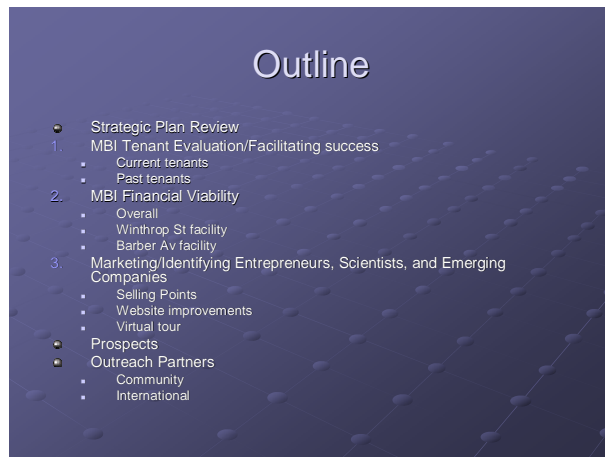 Outline
Strategic Plan Review
1. MBI Tenant Evaluation/Facilitating success
Current tenants
Past tenants
2. MBI Financial Viability
Overall
Winthrop St facility
Barber Av facility
3. Marketing/Identifying Entrepreneurs, Scientists, and Emerging
Companies
Selling Points
Website improvements
Virtual tour
Prospects
Outreach Partners
Community
International